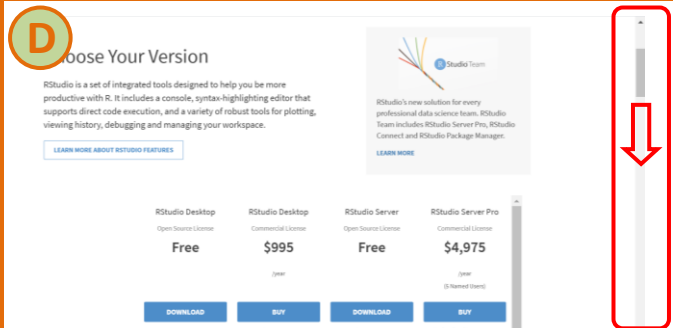 D
oose Your Version
RStudio is a set of integrated tools designed to help you be more
productive with R. It includes a console, syntax-highlighting editor that
supports direct code execution, and a variety of robust tools for plotting,
viewing history, debugging and managing your workspace.
LEARN MORE ABOUT RSTUDIO FEATURES
R Studio Team
RStudio's new solution for every
professional data science team. RStudio
Team includes RStudio Server Pro, RStudio
Connect and RStudio Package Manager.
LEARN MORE
RStudio Desktop RStudio Desktop RStudio Server RStudio Server Pro
Open Source License Commercial License Open Source License Commercial License
Free $995 Free $4,975
/year /year
(5 Named Users)
DOWNLOAD BUY DOWNLOAD BUY